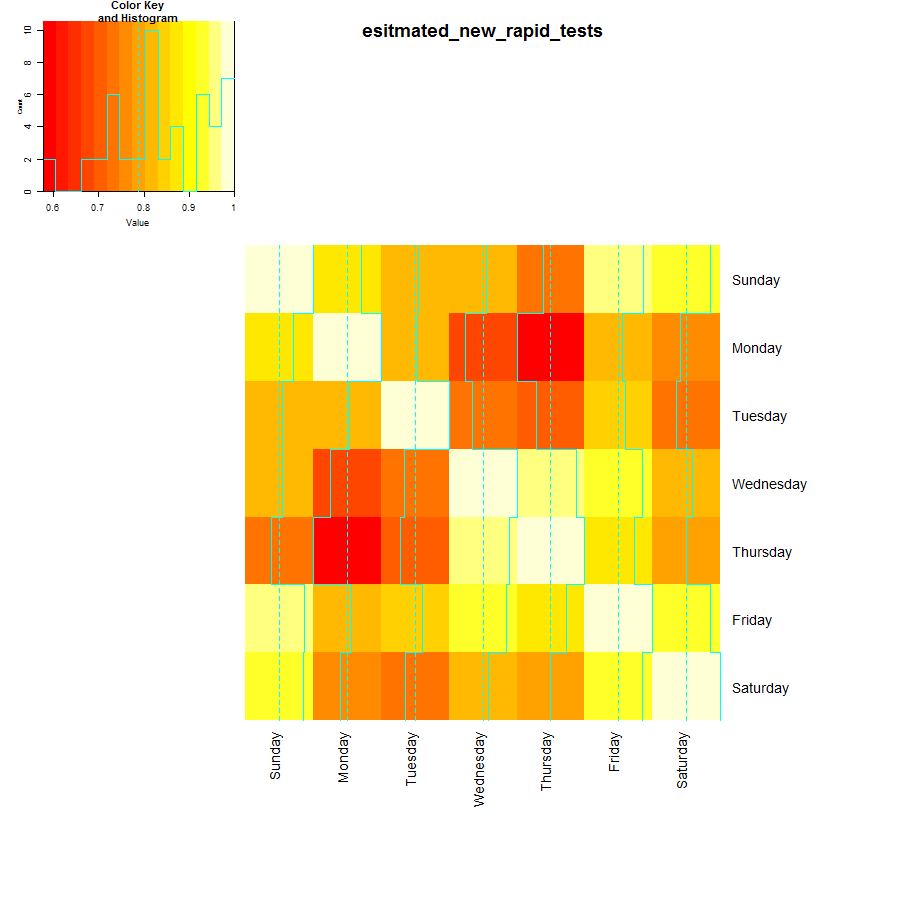 Color Key
and Histogram
esitmated_new_rapid_tests
Count
0 2 4 6 8 10
0.6 0.7 0.8 0.9 1
Value
Sunday
Monday
Tuesday
Wednesday
Thursday
Friday
Saturday
Sunday Monday Tuesday Wednesday Thursday Friday Saturday